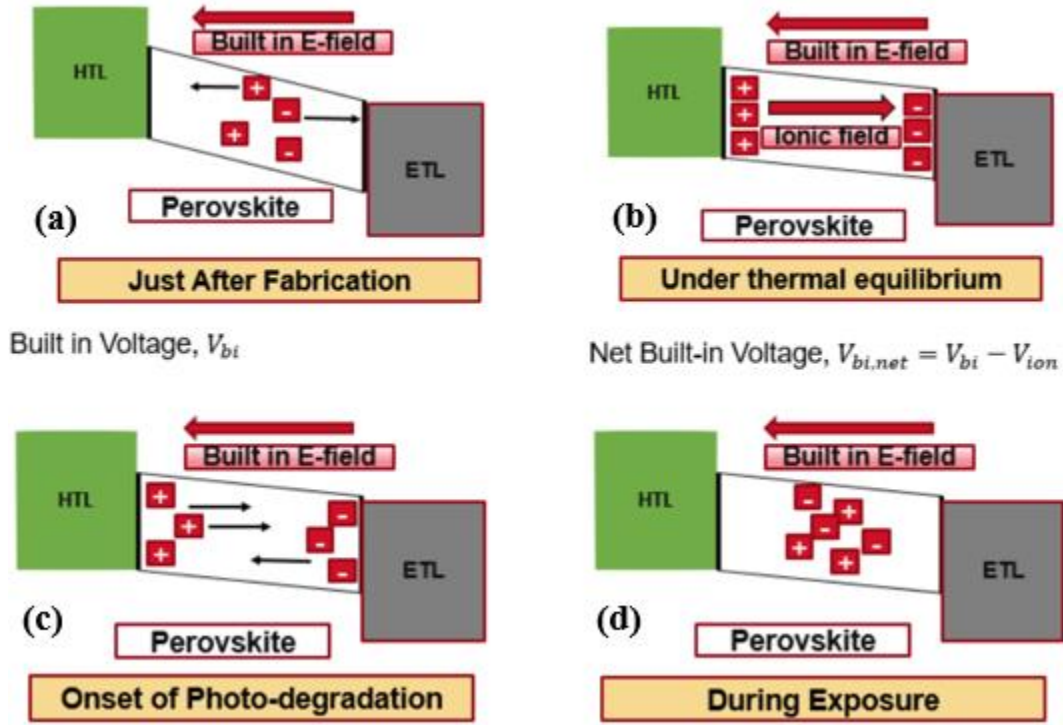 Built in E-field
HTL
+
-
+
-
ETL
Perovskite
(a)
Just After Fabrication
Built in Voltage, V_bi
Built in E-field
HTL
+
+
+
-
-
-
Ionic field
ETL
Perovskite
(b)
Under thermal equilibrium
Net Built-in Voltage, V_bi,net = V_bi − V_ion
Built in E-field
HTL
+
+
+
-
-
-
ETL
Perovskite
(c)
Onset of Photo-degradation
Built in E-field
HTL
-
+
-
+
-
+
ETL
Perovskite
(d)
During Exposure